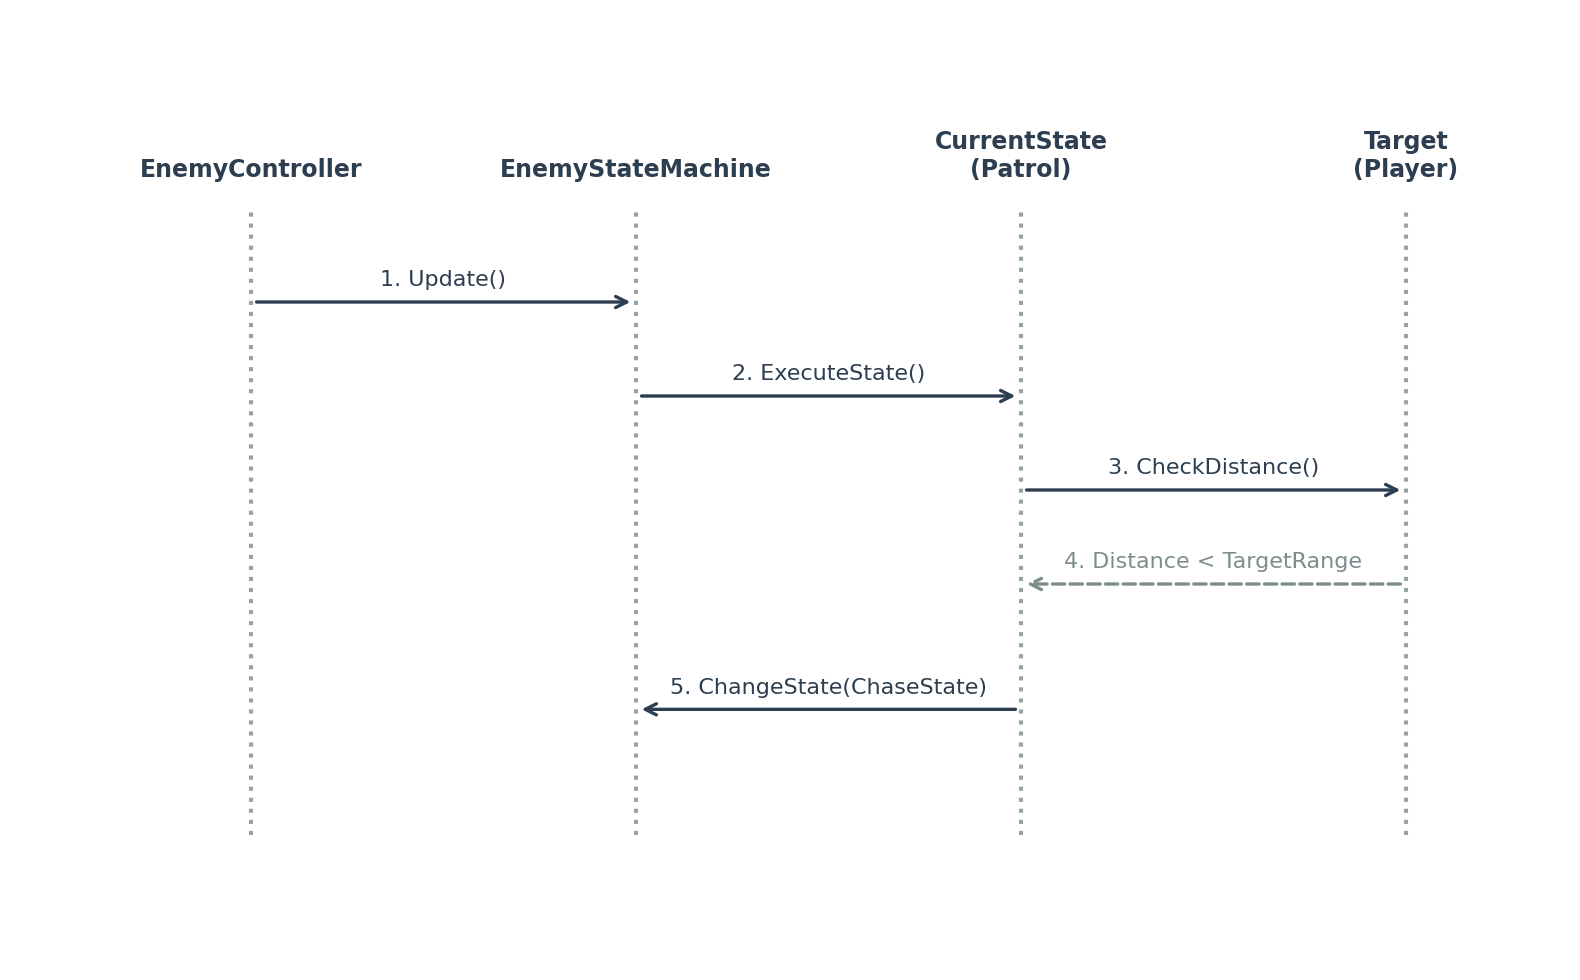 EnemyController
EnemyStateMachine
CurrentState
(Patrol)
Target
(Player)
1. Update()
2. ExecuteState()
3. CheckDistance()
4. Distance < TargetRange
5. ChangeState(ChaseState)